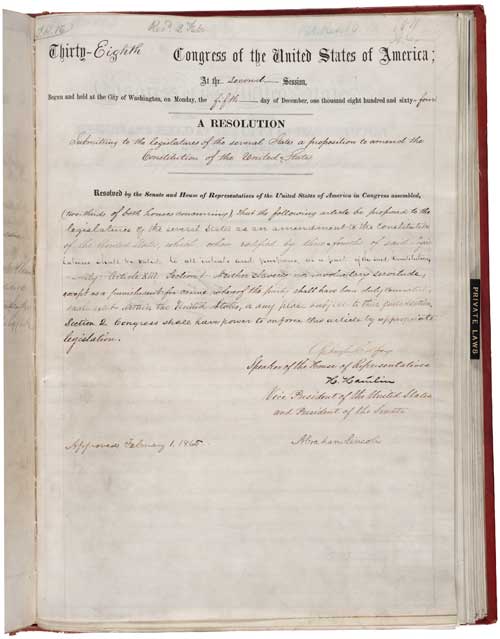 Thirty-Eighth Congress of the United States of America;
At the second Session,
Begun and held at the City of Washington, on Monday, the fifth day of December, one thousand eight hundred and sixty-four
A RESOLUTION
Submitting to the legislatures of the several States a proposition to amend the
Constitution of the United States.
Resolved by the Senate and House of Representatives of the United States of America in Congress assembled,
(two-thirds of both houses concurring), That the following article be proposed to the
legislatures of the several States as an amendment to the constitution
of the United States, which, when ratified by three-fourths of said
legislatures shall be valid, to all intents and purposes, as a part of the said Constitution,
namely: Article XIII. Section 1. Neither slavery nor involuntary servitude,
except as a punishment for crime whereof the party shall have been duly convicted,
shall exist within the United States, or any place subject to their jurisdiction.
Section 2. Congress shall have power to enforce this article by appropriate
legislation.
Speaker of the House of Representatives
H. Hamlin
Vice President of the United States
and President of the Senate
Approved February 1, 1865
Abraham Lincoln
PRIVATE LAWS